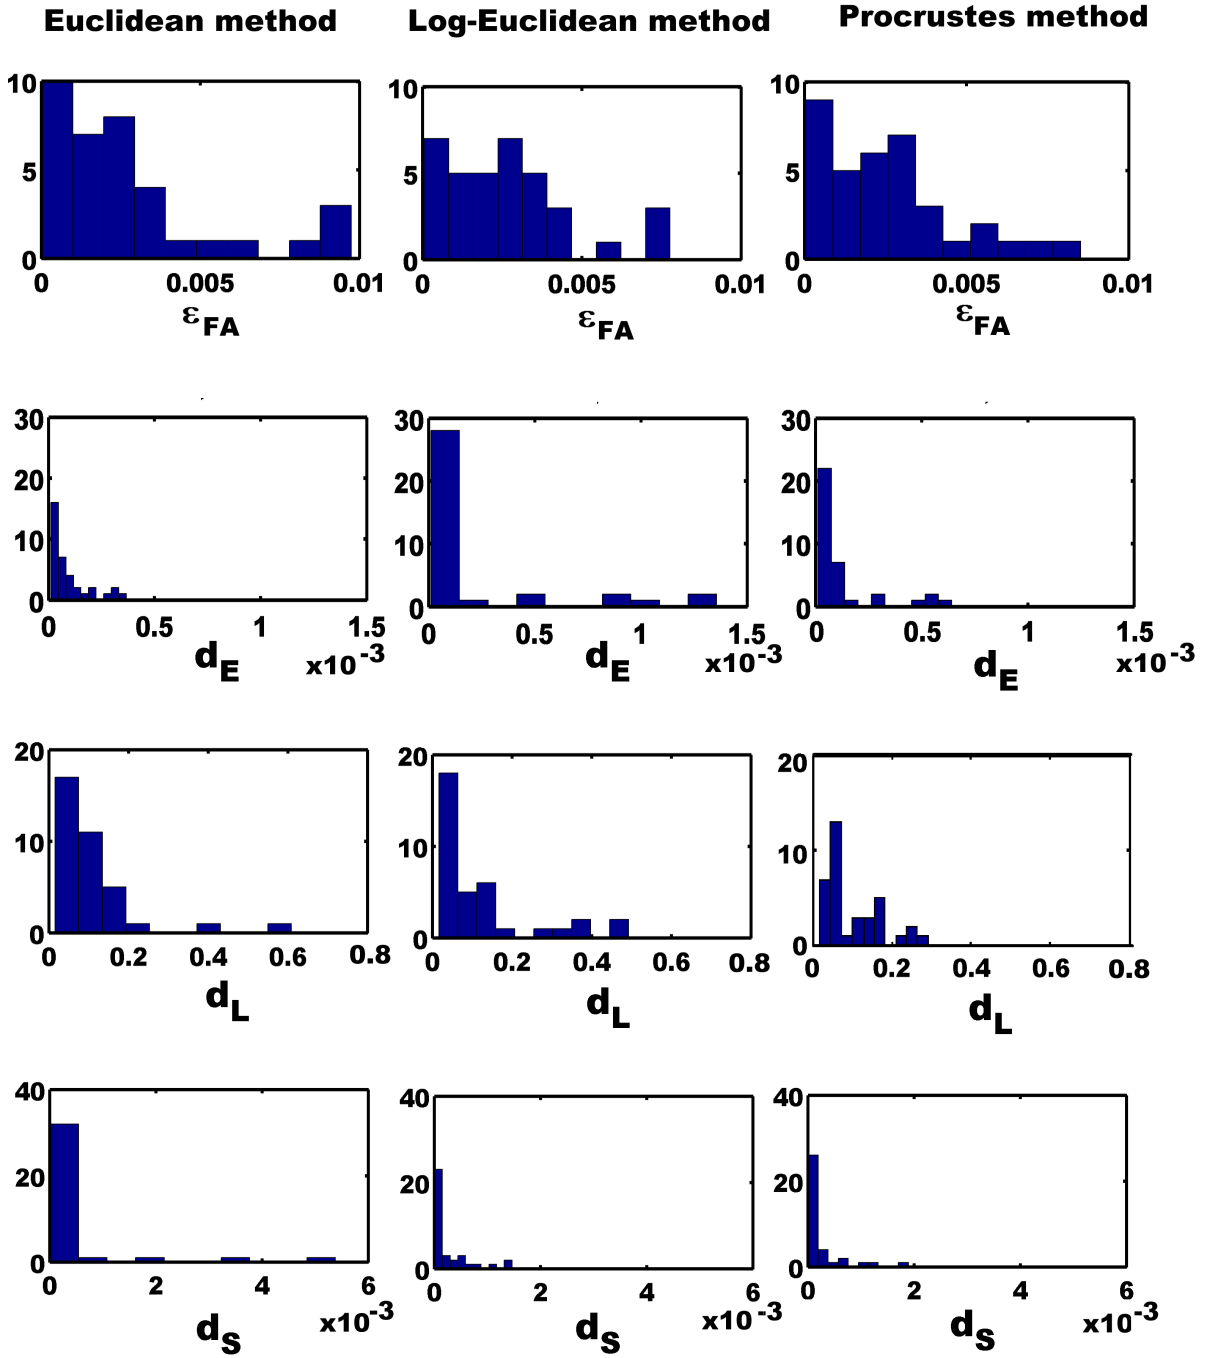 Euclidean method Log-Euclidean method Procrustes method
10 10 10
5 5 5
0 0 0
0 0.005 0.01 0 0.005 0.01 0 0.005 0.01
εFA εFA εFA
30 30 30
20 20 20
10 10 10
0 0 0
0 0.5 1 1.5 0 0.5 1 1.5 0 0.5 1 1.5
dE x10-3 dE x10-3 dE x10-3
20 20 20
10 10 10
0 0 0
0 0.2 0.4 0.6 0.8 0 0.2 0.4 0.6 0.8 0 0.2 0.4 0.6 0.8
dL dL dL
40 40 40
20 20 20
0 0 0
0 2 4 6 0 2 4 6 0 2 4 6
dS x10-3 dS x10-3 dS x10-3